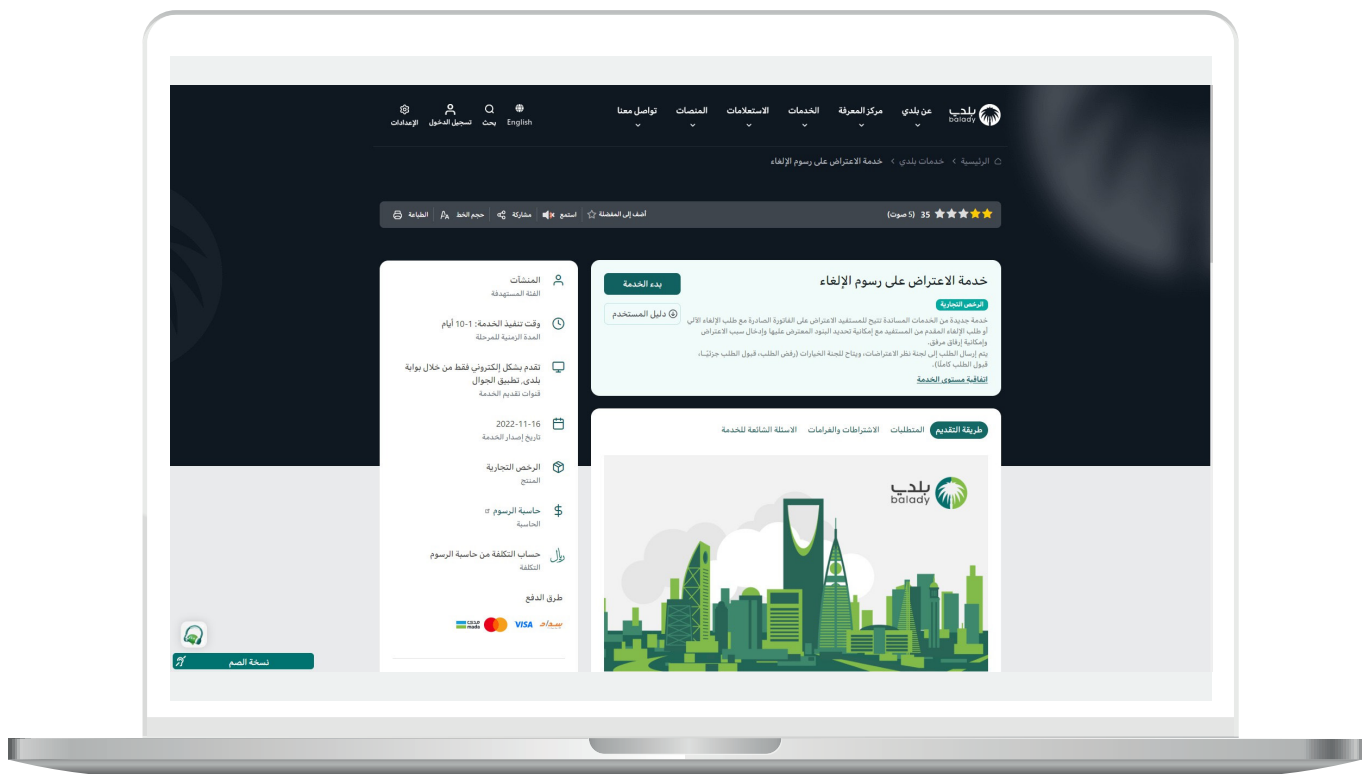 بلدي
balady
عن بلدي
مركز المعرفة
الخدمات
الاستعلامات
المنصات
تواصل معنا
English
بحث
تسجيل الدخول
الإعدادات
الرئيسية › خدمات بلدي › خدمة الاعتراض على رسوم الإلغاء
35 (5 صوت)
أضف إلى المفضلة
استمع
مشاركة
حجم الخط
الطباعة
خدمة الاعتراض على رسوم الإلغاء
بدء الخدمة
الرخص التجارية
دليل المستخدم
خدمة جديدة من الخدمات المساندة تتيح للمستفيد الاعتراض على الفاتورة الصادرة مع طلب الإلغاء الآلي
أو طلب الإلغاء المقدم من المستفيد مع إمكانية تحديد البنود المعترض عليها وإدخال سبب الاعتراض
وإمكانية إرفاق مرفق.
يتم إرسال الطلب إلى لجنة نظر الاعتراضات، ويتاح للجنة الخيارات (رفض الطلب، قبول الطلب جزئيًا،
قبول الطلب كاملًا).
اتفاقية مستوى الخدمة
طريقة التقديم
المتطلبات
الاشتراطات والغرامات
الاسئلة الشائعة للخدمة
بلدي
balady
المنشآت
الفئة المستهدفة
وقت تنفيذ الخدمة: 1-10 أيام
المدة الزمنية للمرحلة
تقدم بشكل إلكتروني فقط من خلال بوابة
بلدي, تطبيق الجوال
قنوات تقديم الخدمة
2022-11-16
تاريخ إصدار الخدمة
الرخص التجارية
المنتج
حاسبة الرسوم
الحاسبة
حساب التكلفة من حاسبة الرسوم
التكلفة
ريال
طرق الدفع
سداد
VISA
مدى
mada
نسخة الصم